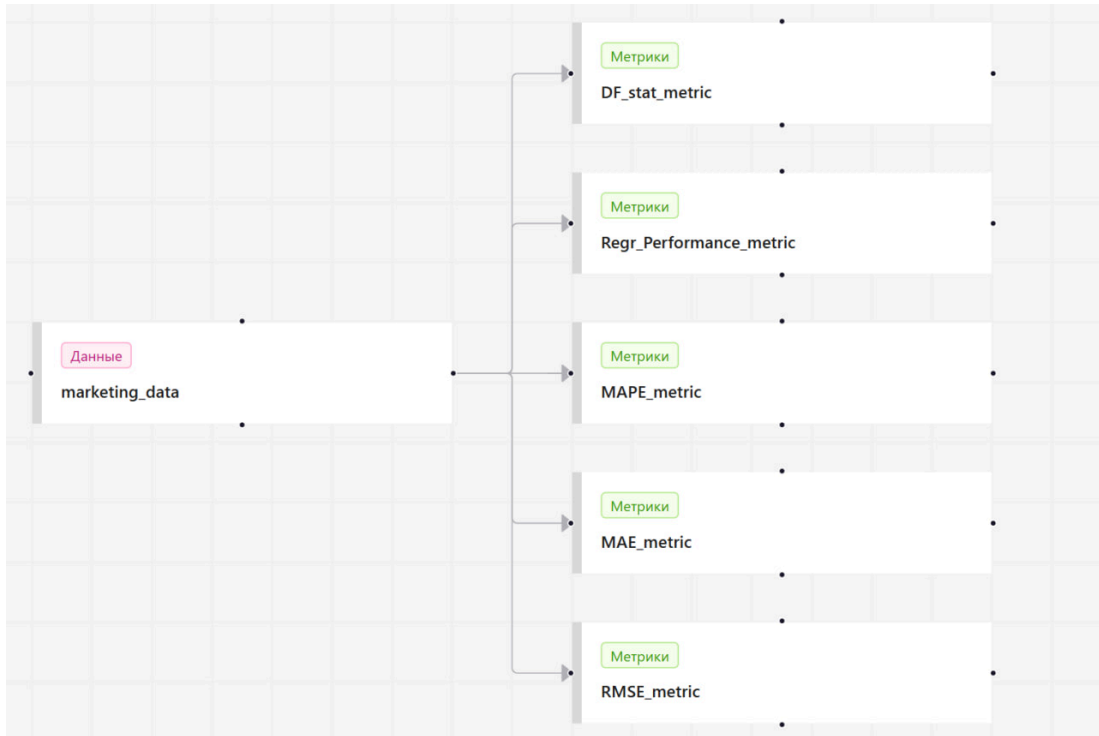 Метрики
DF_stat_metric
Метрики
Regr_Performance_metric
Данные
marketing_data
Метрики
MAPE_metric
Метрики
MAE_metric
Метрики
RMSE_metric